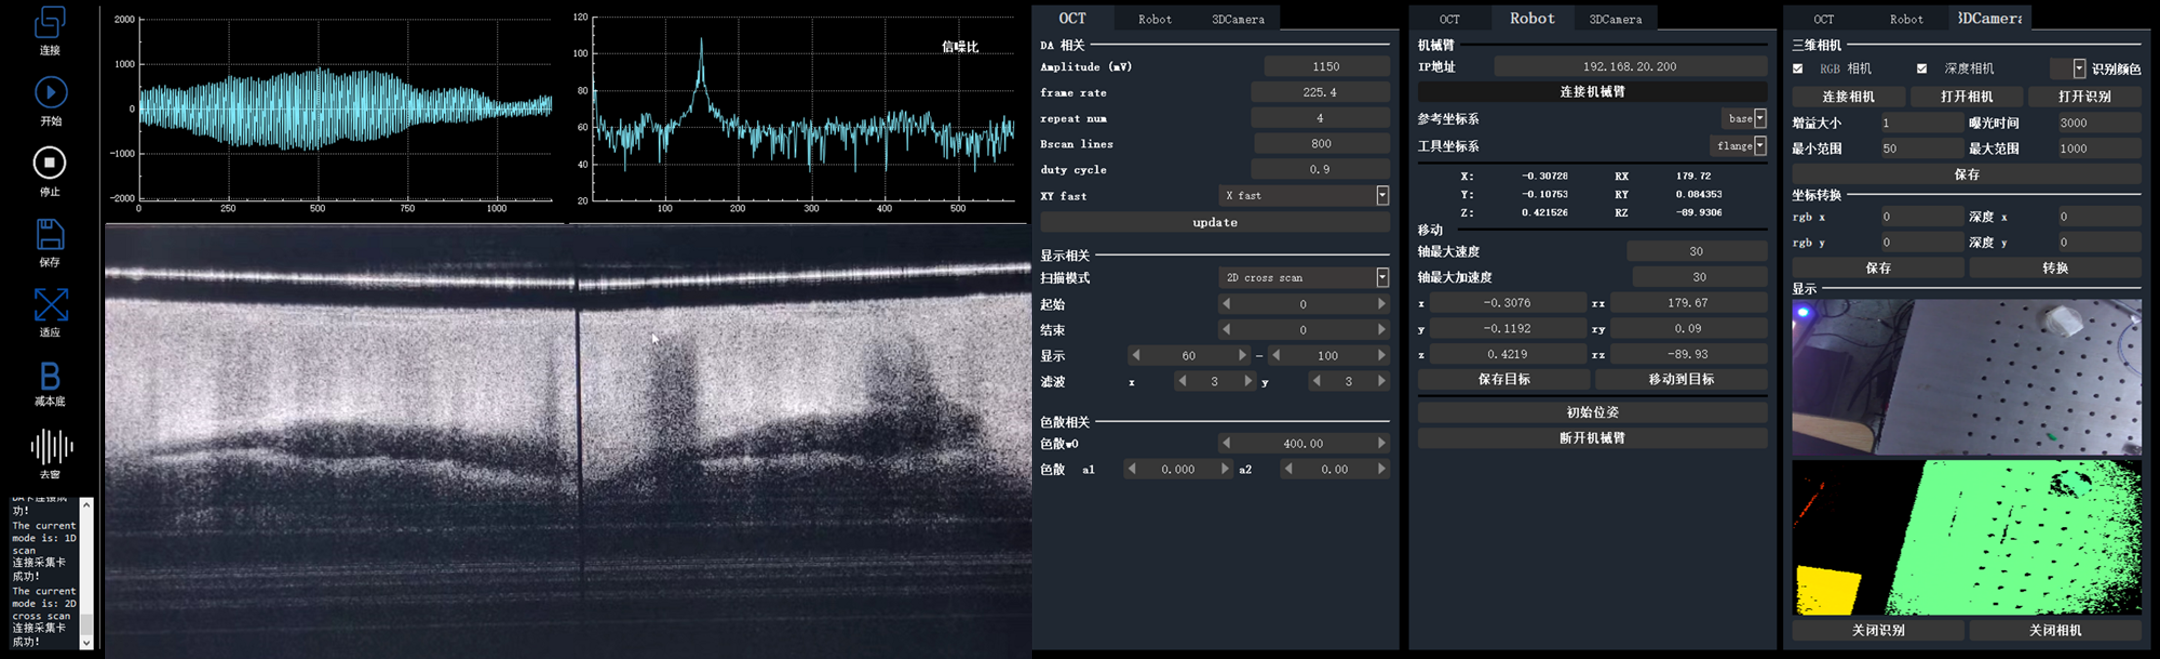 连接
开始
停止
保存
适应
减本底
去窗
功!
The current
mode is: 1D
scan
连接采集卡
成功!
The current
mode is: 2D
cross scan
连接采集卡
成功!
2000
1000
0
-1000
-2000
0 250 500 750 1000
信噪比
120
100
80
60
40
20
100 200 300 400 500
OCT Robot 3DCamera
DA 相关
Amplitude (mV) 1150
frame rate 225.4
repeat num 4
Bscan lines 800
duty cycle 0.9
XY fast X fast
update
显示相关
扫描模式 2D cross scan
起始 0
结束 0
显示 60 - 100
滤波 x 3 y 3
色散相关
色散w0 400.00
色散 a1 0.000 a2 0.00
OCT Robot 3DCamera
机械臂
IP地址 192.168.20.200
连接机械臂
参考坐标系 base
工具坐标系 flange
X: -0.30728 RX 179.72
Y: -0.10753 RY 0.084353
Z: 0.421526 RZ -89.9306
移动
轴最大速度 30
轴最大加速度 30
x -0.3076 rx 179.67
y -0.1192 ry 0.09
z 0.4219 rz -89.93
保存目标 移动到目标
初始位姿
断开机械臂
OCT Robot 3DCamera
三维相机
RGB 相机 深度相机 识别颜色
连接相机 打开相机 打开识别
增益大小 1 曝光时间 3000
最小范围 50 最大范围 1000
保存
坐标转换
rgb x 0 深度 x 0
rgb y 0 深度 y 0
保存 转换
显示
关闭识别 关闭相机